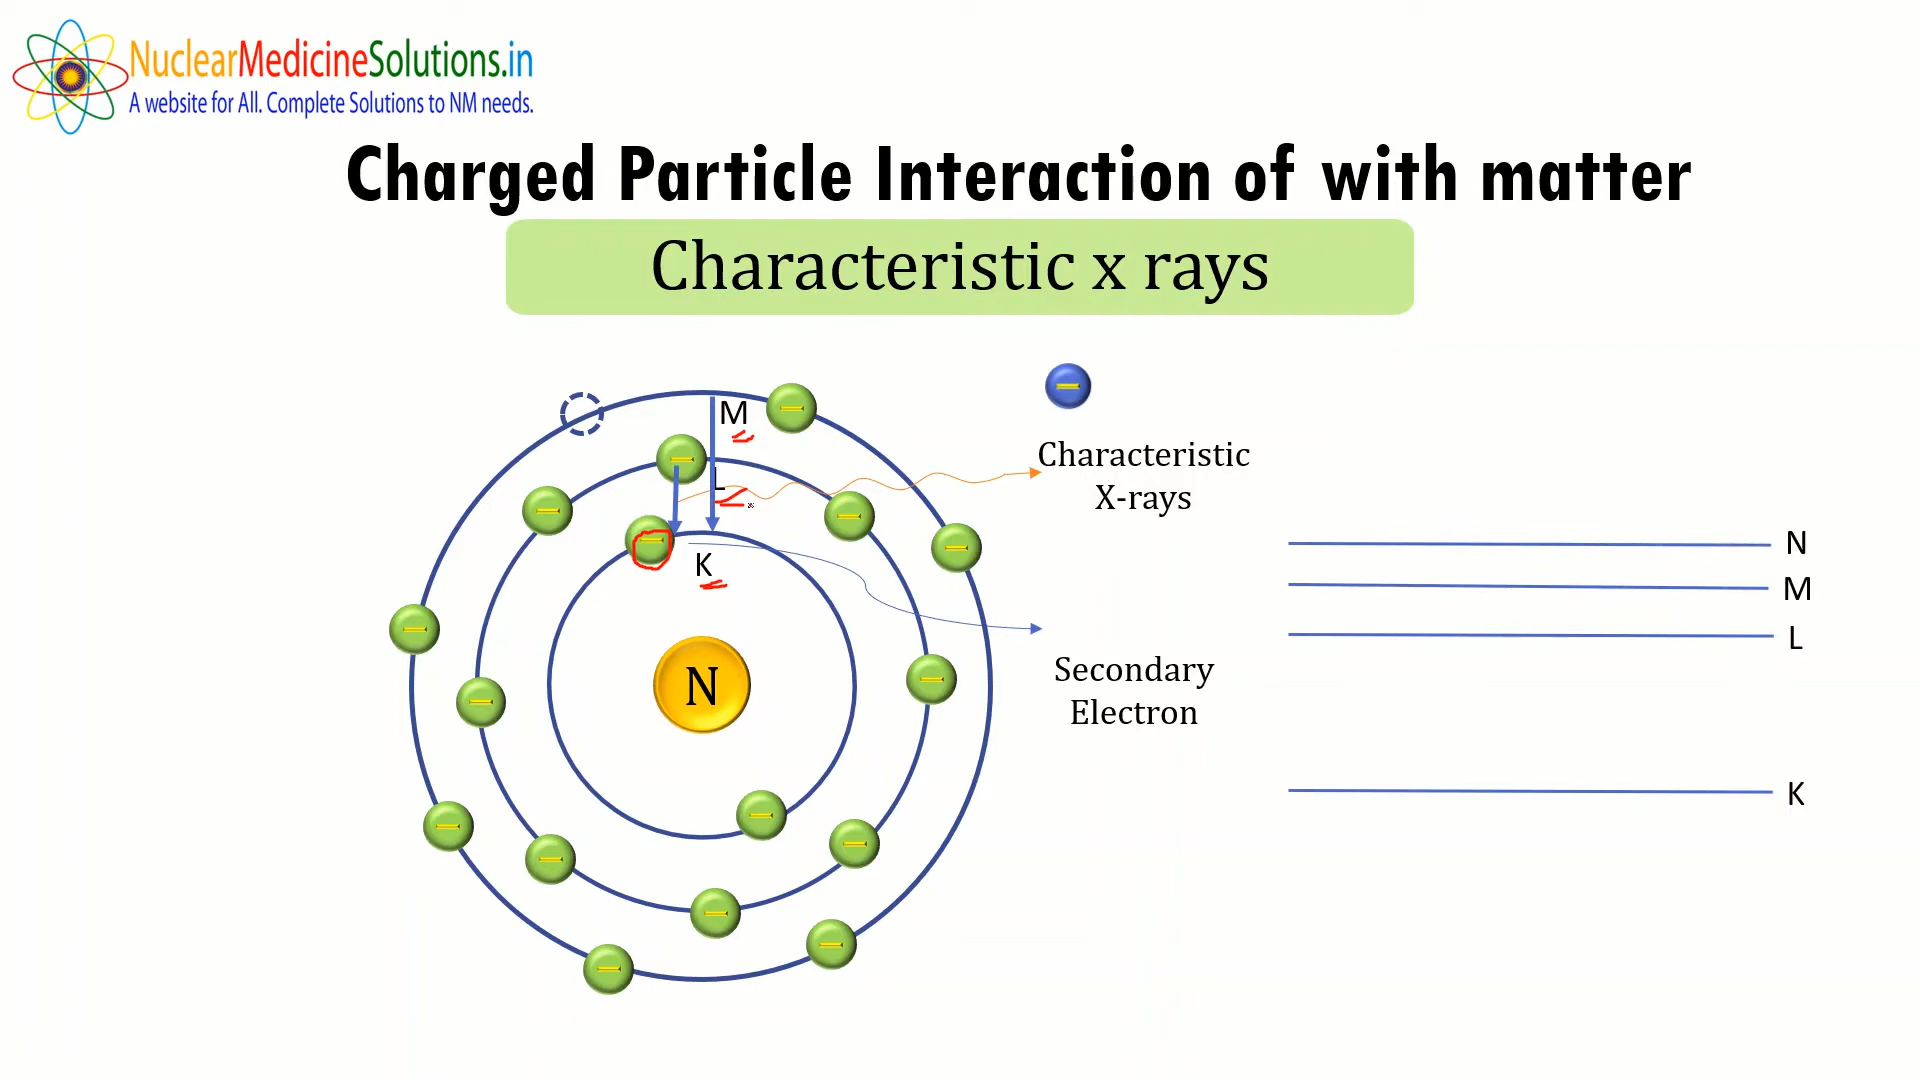 NuclearMedicineSolutions.in
A website for All. Complete Solutions to NM needs.
Charged Particle Interaction of with matter
Characteristic x rays
M
L
K
N
Characteristic
X-rays
Secondary
Electron
N
M
L
K